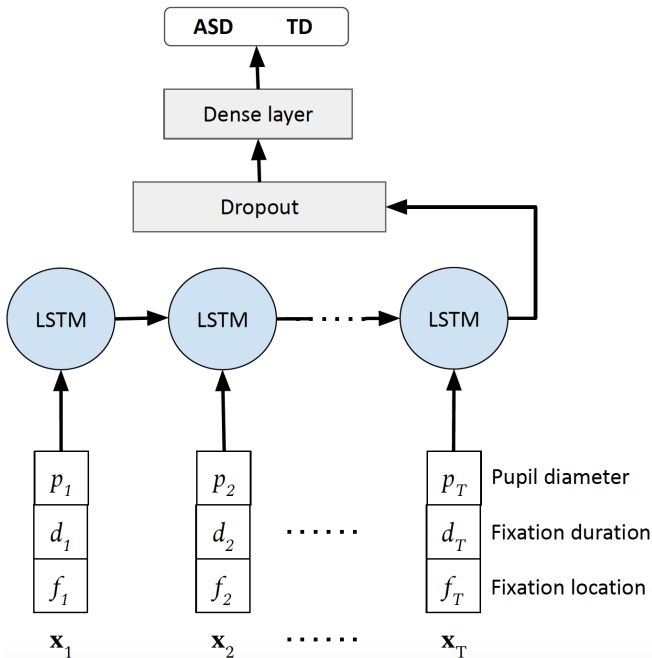 ASD TD
Dense layer
Dropout
LSTM LSTM ..... LSTM
p1 p2 pT Pupil diameter
d1 d2 ...... dT Fixation duration
f1 f2 fT Fixation location
x1 x2 ...... xT